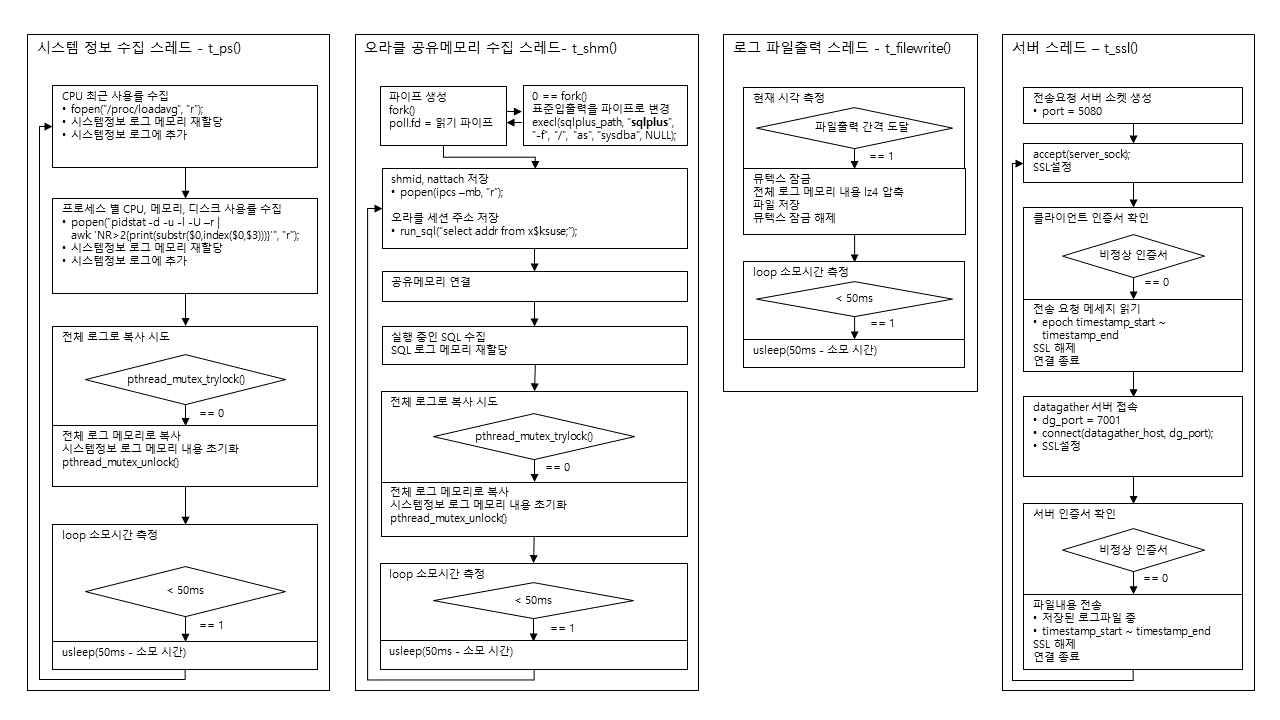 시스템 정보 수집 스레드 - t_ps()
CPU 최근 사용률 수집
• fopen("/proc/loadavg", "r");
• 시스템정보 로그 메모리 재할당
• 시스템정보 로그에 추가
프로세스 별 CPU, 메모리, 디스크 사용률 수집
• popen("pidstat -d -u -l -U –r |
awk 'NR>2{print(substr($0,index($0,$3)))}'", "r");
• 시스템정보 로그 메모리 재할당
• 시스템정보 로그에 추가
전체 로그로 복사 시도
pthread_mutex_trylock()
== 0
전체 로그 메모리로 복사
시스템정보 로그 메모리 내용 초기화
pthread_mutex_unlock()
loop 소모시간 측정
< 50ms
== 1
usleep(50ms - 소모 시간)
오라클 공유메모리 수집 스레드- t_shm()
파이프 생성
fork()
poll.fd = 읽기 파이프
0 == fork()
표준입출력을 파이프로 변경
execl(sqlplus_path, "sqlplus",
"-f", "/", "as", "sysdba", NULL);
shmid, nattach 저장
• popen(ipcs –mb, "r");
오라클 세션 주소 저장
• run_sql("select addr from x$ksuse;");
공유메모리 연결
실행 중인 SQL 수집
SQL 로그 메모리 재할당
전체 로그로 복사 시도
pthread_mutex_trylock()
== 0
전체 로그 메모리로 복사
시스템정보 로그 메모리 내용 초기화
pthread_mutex_unlock()
loop 소모시간 측정
< 50ms
== 1
usleep(50ms - 소모 시간)
로그 파일출력 스레드 - t_filewrite()
현재 시각 측정
파일출력 간격 도달
== 1
뮤텍스 잠금
전체 로그 메모리 내용 lz4 압축
파일 저장
뮤텍스 잠금 해제
loop 소모시간 측정
< 50ms
== 1
usleep(50ms - 소모 시간)
서버 스레드 – t_ssl()
전송요청 서버 소켓 생성
• port = 5080
accept(server_sock);
SSL설정
클라이언트 인증서 확인
비정상 인증서
== 0
전송 요청 메세지 읽기
• epoch timestamp_start ~
timestamp_end
SSL 해제
연결 종료
datagather 서버 접속
• dg_port = 7001
• connect(datagather_host, dg_port);
• SSL설정
서버 인증서 확인
비정상 인증서
== 0
파일내용 전송
• 저장된 로그파일 중
• timestamp_start ~ timestamp_end
SSL 해제
연결 종료